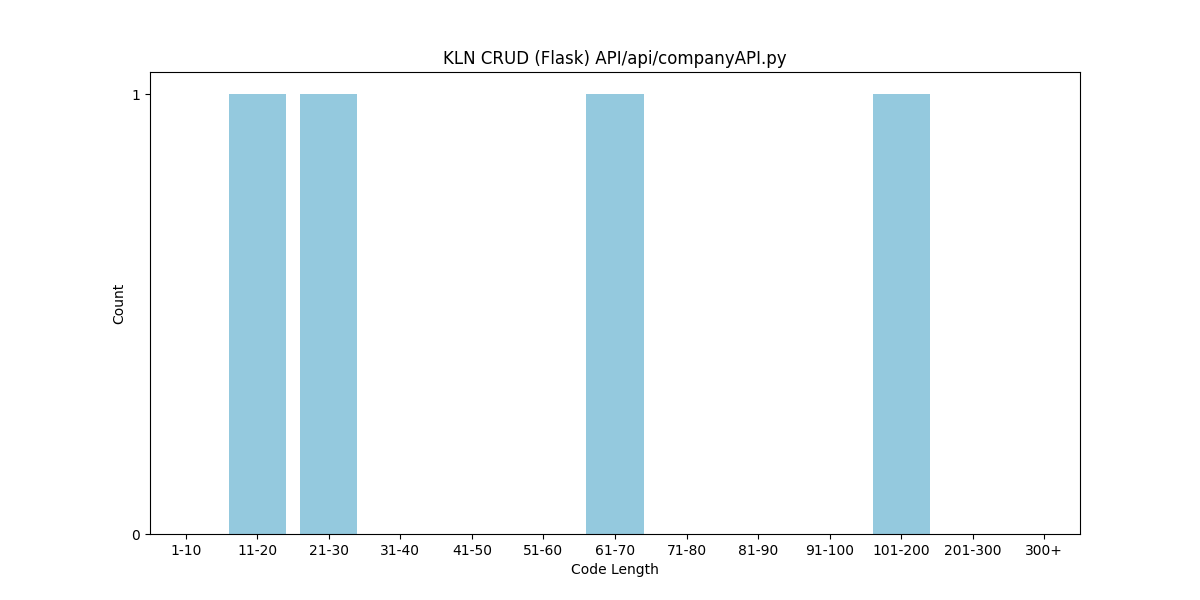 KLN CRUD (Flask) API/api/companyAPI.py
1
0
Count
1-10 11-20 21-30 31-40 41-50 51-60 61-70 71-80 81-90 91-100 101-200 201-300 300+
Code Length